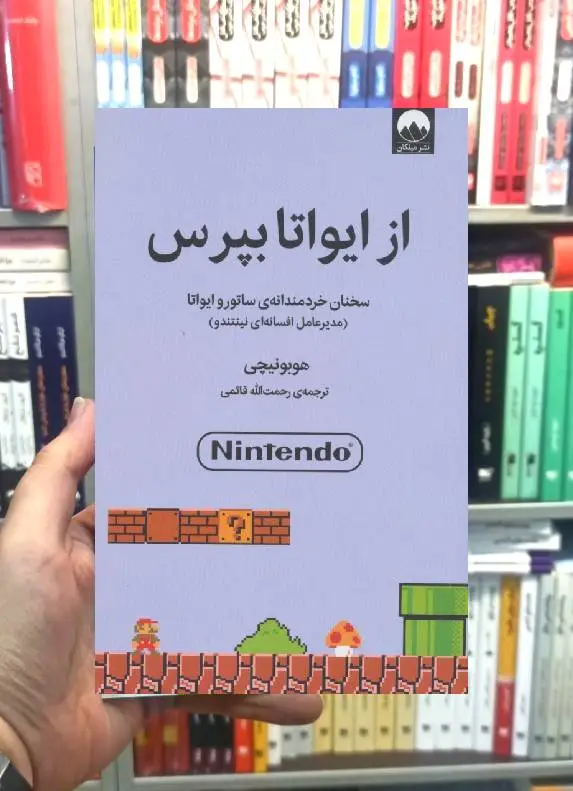 نشر میلکان
از ایواتا بپرس
سخنان خردمندانه‌ی ساتورو ایواتا
(مدیرعامل افسانه‌ای نینتندو)
هوبونیچی
ترجمه‌ی رحمت‌الله قائمی
Nintendo®
?